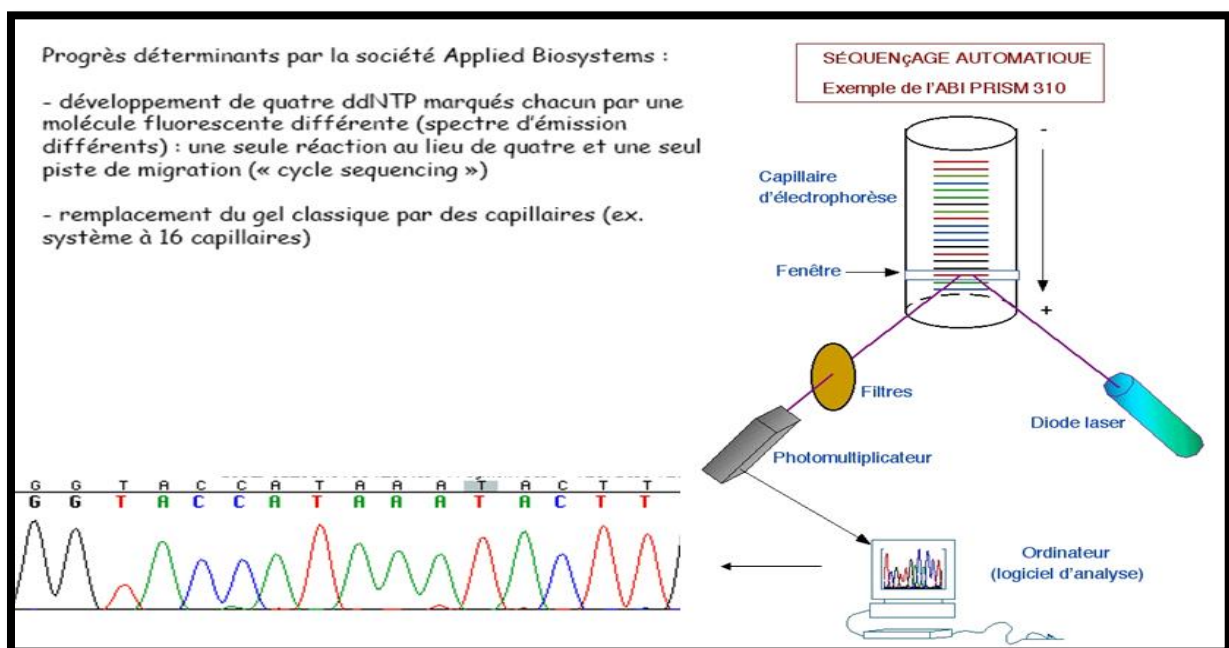 Progrès déterminants par la société Applied Biosystems :
- développement de quatre ddNTP marqués chacun par une
molécule fluorescente différente (spectre d'émission
différents) : une seule réaction au lieu de quatre et une seul
piste de migration (« cycle sequencing »)
- remplacement du gel classique par des capillaires (ex.
système à 16 capillaires)
SÉQUENçAGE AUTOMATIQUE
Exemple de l'ABI PRISM 310
-
Capillaire
d'électrophorèse
Fenêtre
+
Filtres
Diode laser
Photomultiplicateur
Ordinateur
(logiciel d'analyse)
G G T A C C A T A A A T A C T T
G G T A C C A T A A A T A C T T